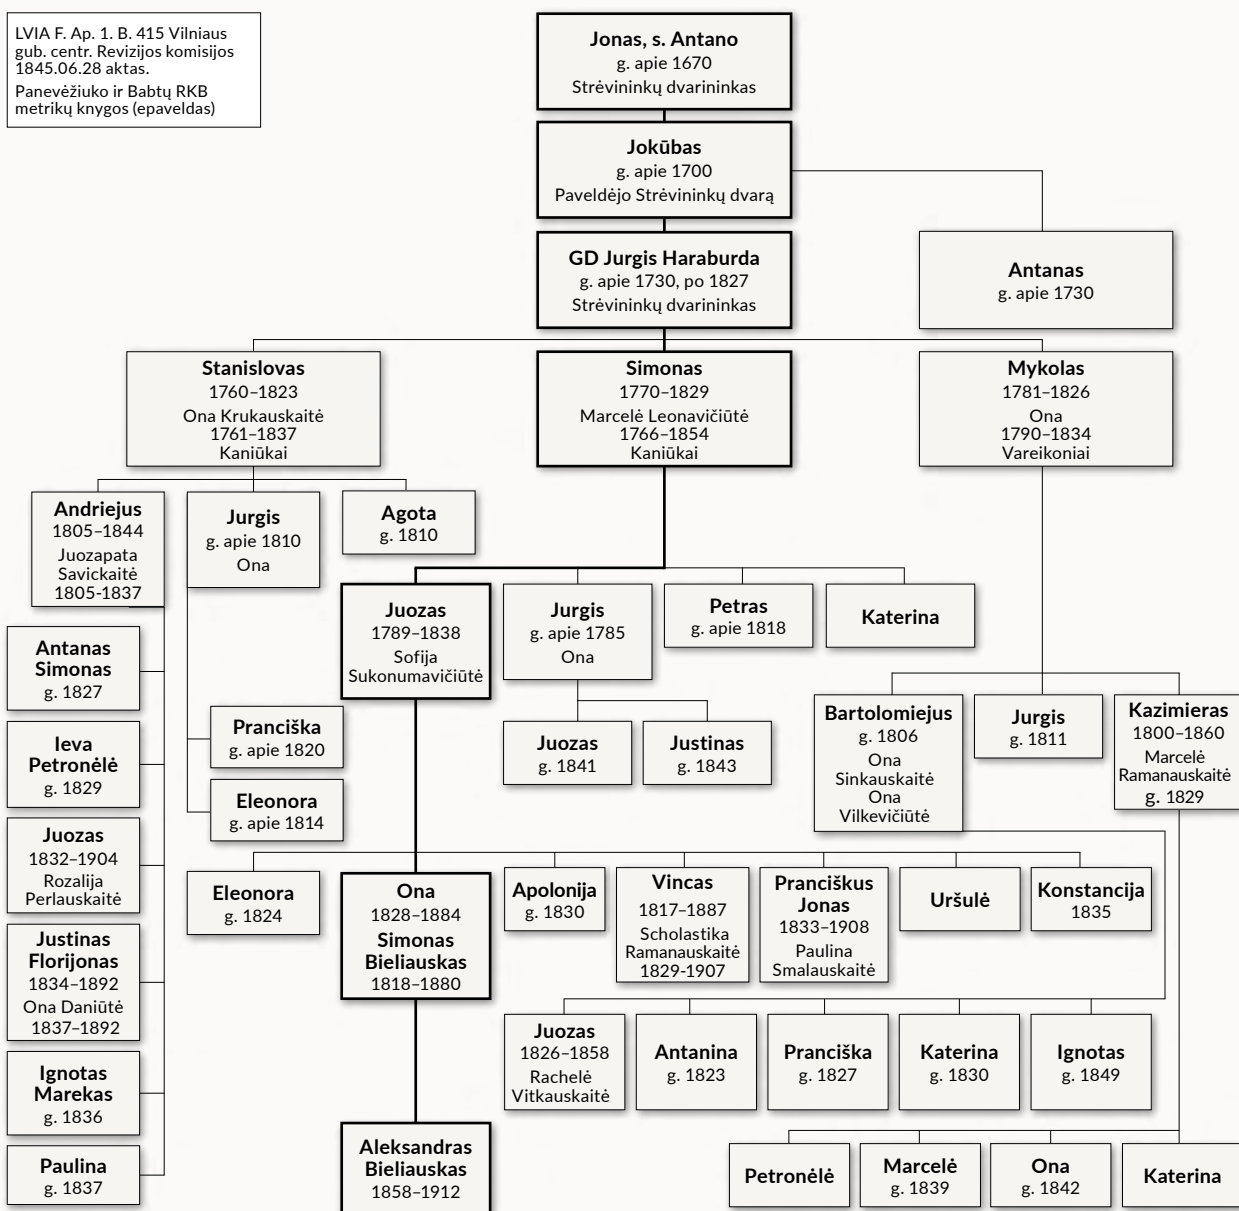 LVIA F. Ap. 1. B. 415 Vilniaus
gub. centr. Revizijos komisijos
1845.06.28 aktas.
Panevėžiuko ir Babtų RKB
metrikų knygos (epaveldas)
Jonas, s. Antano
g. apie 1670
Strėvininkų dvarininkas
Jokūbas
g. apie 1700
Paveldėjo Strėvininkų dvarą
GD Jurgis Haraburda
g. apie 1730, po 1827
Strėvininkų dvarininkas
Antanas
g. apie 1730
Stanislovas
1760–1823
Ona Krukauskaitė
1761–1837
Kaniūkai
Simonas
1770–1829
Marcelė Leonavičiūtė
1766–1854
Kaniūkai
Mykolas
1781–1826
Ona
1790–1834
Vareikoniai
Andriejus
1805–1844
Juozapata
Savickaitė
1805-1837
Jurgis
g. apie 1810
Ona
Agota
g. 1810
Juozas
1789–1838
Sofija
Sukonumavičiūtė
Jurgis
g. apie 1785
Ona
Petras
g. apie 1818
Katerina
Antanas
Simonas
g. 1827
Ieva
Petronėlė
g. 1829
Juozas
1832–1904
Rozalija
Perlauskaitė
Justinas
Florijonas
1834–1892
Ona Daniūtė
1837–1892
Ignotas
Marekas
g. 1836
Paulina
g. 1837
Pranciška
g. apie 1820
Eleonora
g. apie 1814
Juozas
g. 1841
Justinas
g. 1843
Bartolomiejus
g. 1806
Ona
Sinkauskaitė
Ona
Vilkevičiūtė
Jurgis
g. 1811
Kazimieras
1800–1860
Marcelė
Ramanauskaitė
g. 1829
Eleonora
g. 1824
Ona
1828–1884
Simonas
Bieliauskas
1818–1880
Apolonija
g. 1830
Vincas
1817–1887
Scholastika
Ramanauskaitė
1829-1907
Pranciškus
Jonas
1833–1908
Paulina
Smalauskaitė
Uršulė
Konstancija
1835
Juozas
1826–1858
Rachelė
Vitkauskaitė
Antanina
g. 1823
Pranciška
g. 1827
Katerina
g. 1830
Ignotas
g. 1849
Aleksandras
Bieliauskas
1858–1912
Petronėlė
Marcelė
g. 1839
Ona
g. 1842
Katerina